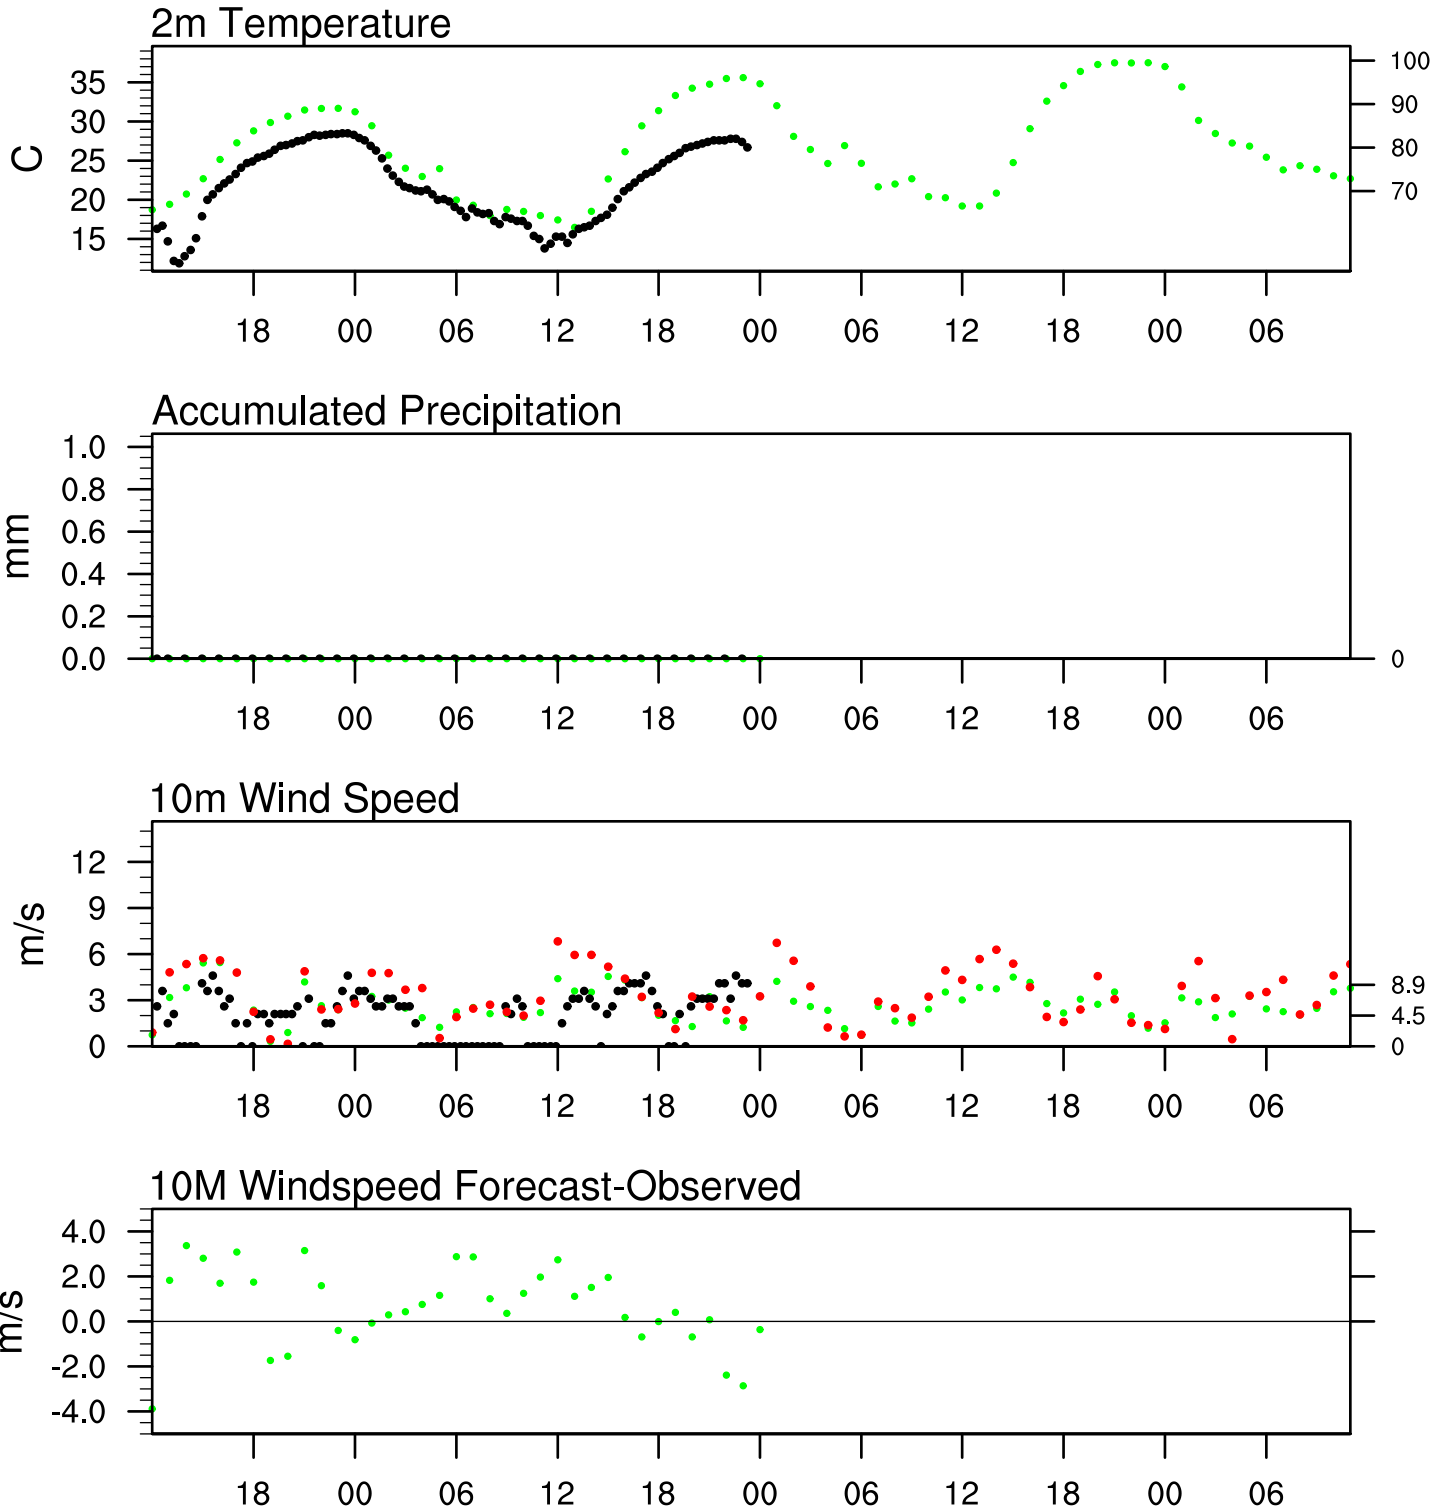 2m Temperature
35
30
25
20
15
C
100
90
80
70
18 00 06 12 18 00 06 12 18 00 06
Accumulated Precipitation
1.0
0.8
0.6
0.4
0.2
0.0
mm
0
18 00 06 12 18 00 06 12 18 00 06
10m Wind Speed
12
9
6
3
0
m/s
8.9
4.5
0
18 00 06 12 18 00 06 12 18 00 06
10M Windspeed Forecast-Observed
4.0
2.0
0.0
-2.0
-4.0
m/s
18 00 06 12 18 00 06 12 18 00 06